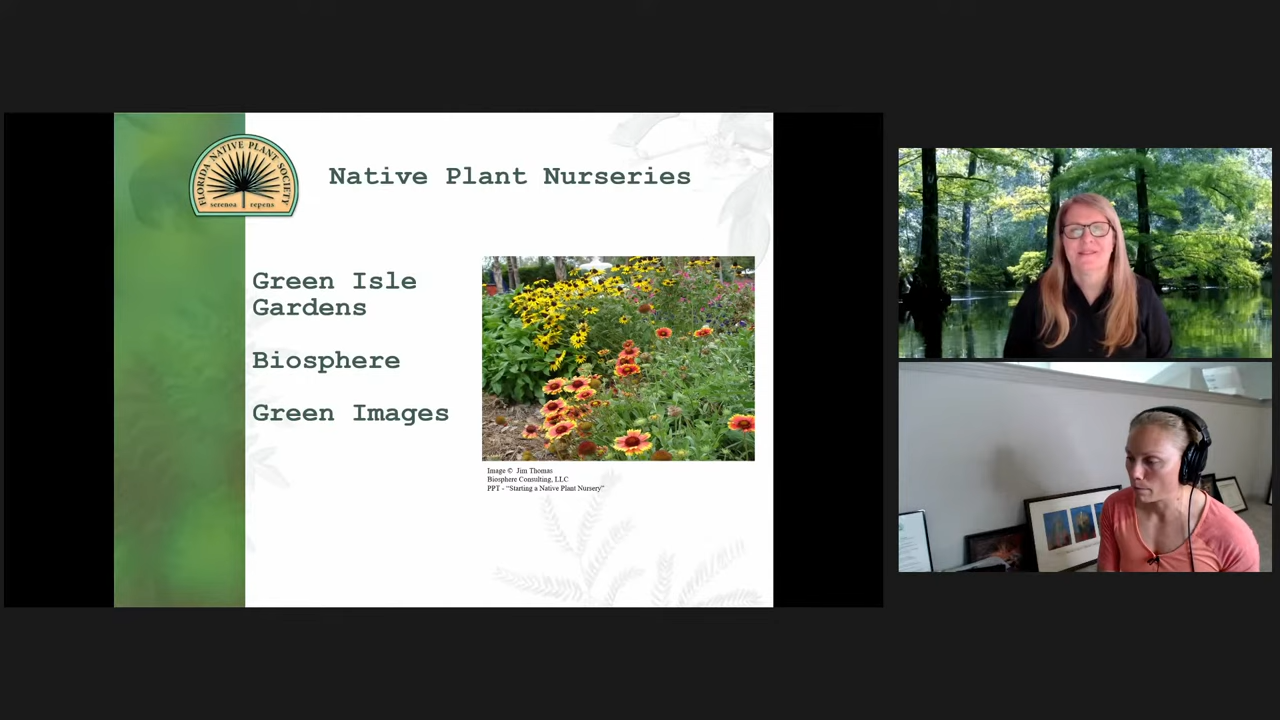 FLORIDA NATIVE PLANT SOCIETY
serenoa repens
Native Plant Nurseries
Green Isle
Gardens
Biosphere
Green Images
Image © Jim Thomas
Biosphere Consulting, LLC
PPT - "Starting a Native Plant Nursery"